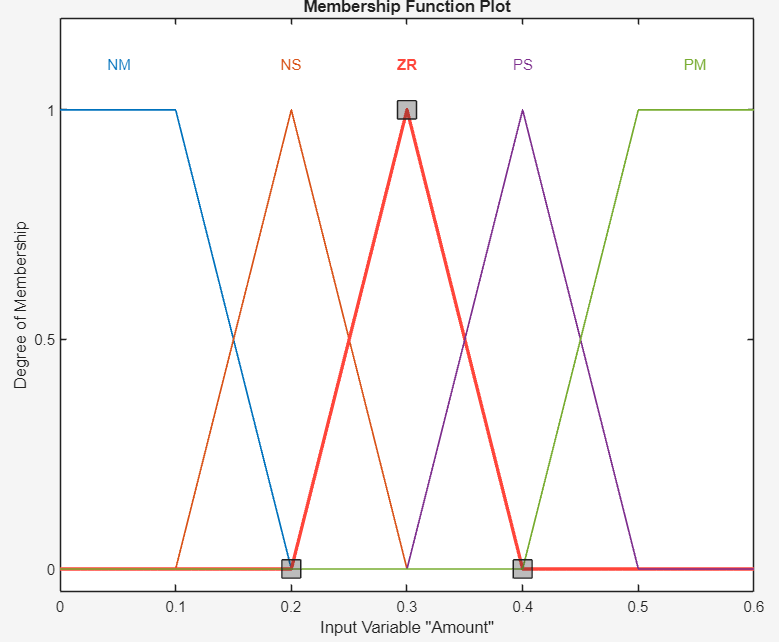 Membership Function Plot
NM NS ZR PS PM
1
0.5
0
Degree of Membership
0 0.1 0.2 0.3 0.4 0.5 0.6
Input Variable "Amount"